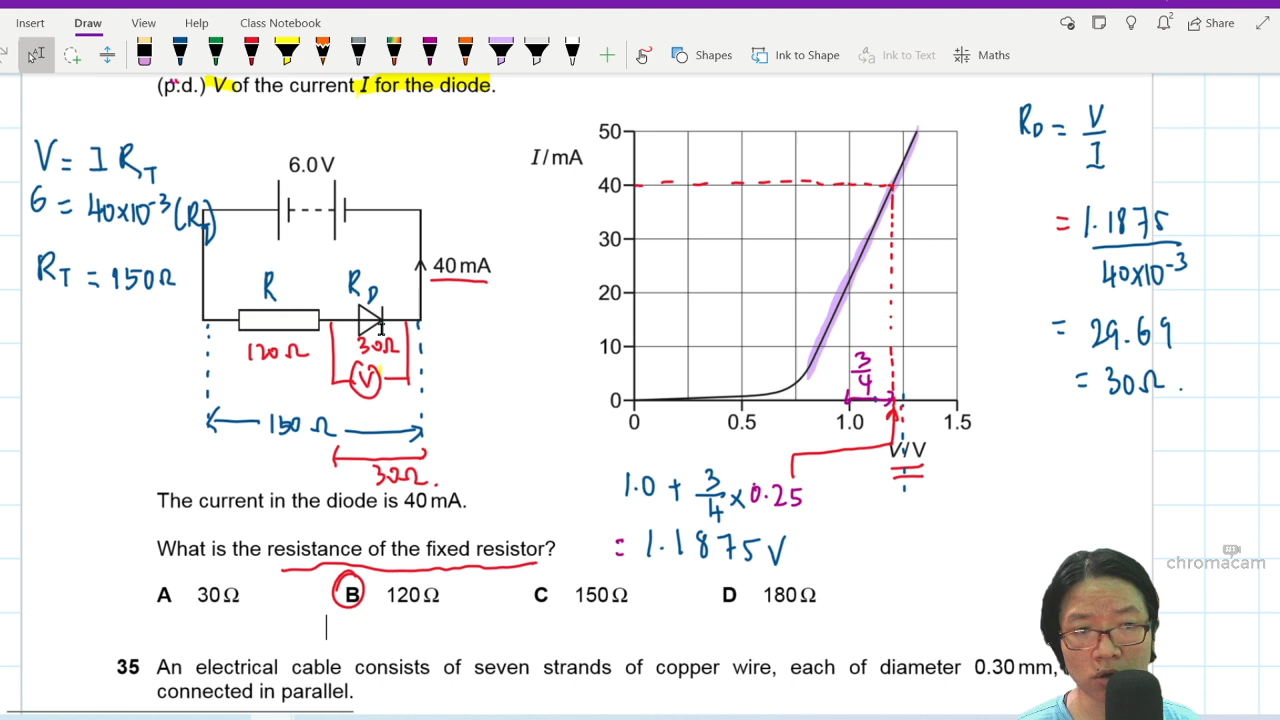 Insert Draw View Help Class Notebook Share
Shapes Ink to Shape Ink to Text Maths
(p.d.) V of the current I for the diode.
V = I R_T
6 = 40×10⁻³ (R_T)
R_T = 150Ω
6.0 V
40 mA
R
R_D
120Ω
30Ω
V
150 Ω
30Ω.
I / mA
50
40
30
20
10
0
0 0.5 1.0 1.5
V / V
3/4
R_D = V/I
= 1.1875
40×10⁻³
= 29.69
= 30Ω.
1.0 + 3/4 × 0.25
= 1.1875 V
The current in the diode is 40 mA.
What is the resistance of the fixed resistor?
A 30 Ω B 120 Ω C 150 Ω D 180 Ω
chromacam
35 An electrical cable consists of seven strands of copper wire, each of diameter 0.30 mm,
connected in parallel.